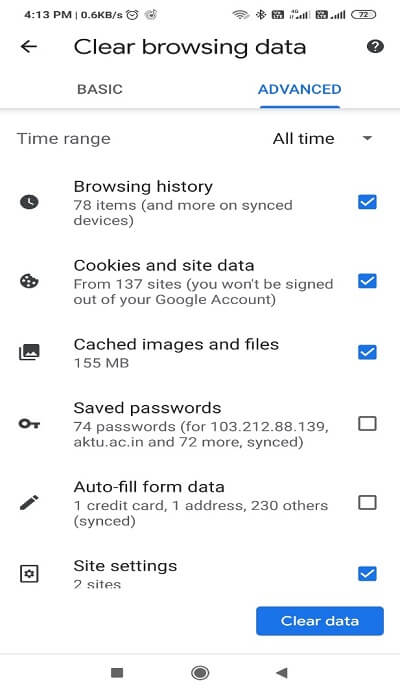 4:13 PM | 0.6KB/s
4G
72
Clear browsing data
BASIC
ADVANCED
Time range
All time
Browsing history
78 items (and more on synced
devices)
Cookies and site data
From 137 sites (you won't be signed
out of your Google Account)
Cached images and files
155 MB
Saved passwords
74 passwords (for 103.212.88.139,
aktu.ac.in and 72 more, synced)
Auto-fill form data
1 credit card, 1 address, 230 others
(synced)
Site settings
2 sites
Clear data